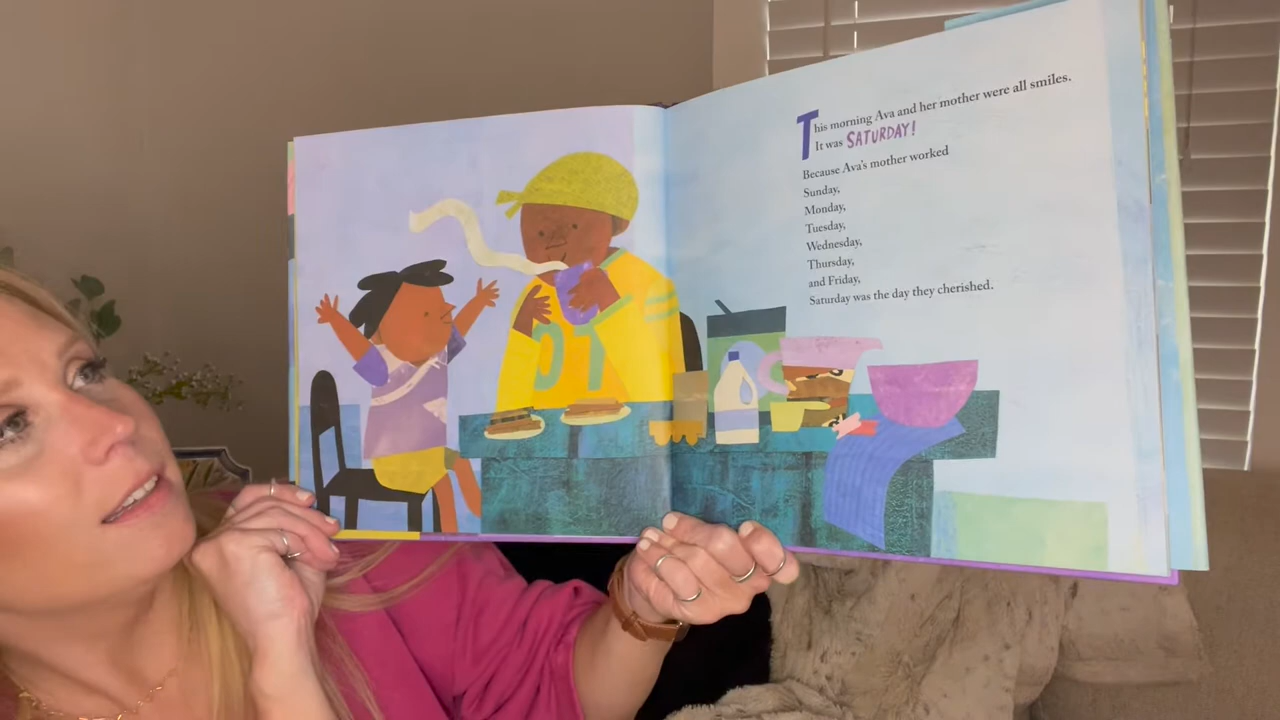 This morning Ava and her mother were all smiles.
It was SATURDAY!
Because Ava's mother worked
Sunday,
Monday,
Tuesday,
Wednesday,
Thursday,
and Friday,
Saturday was the day they cherished.
07